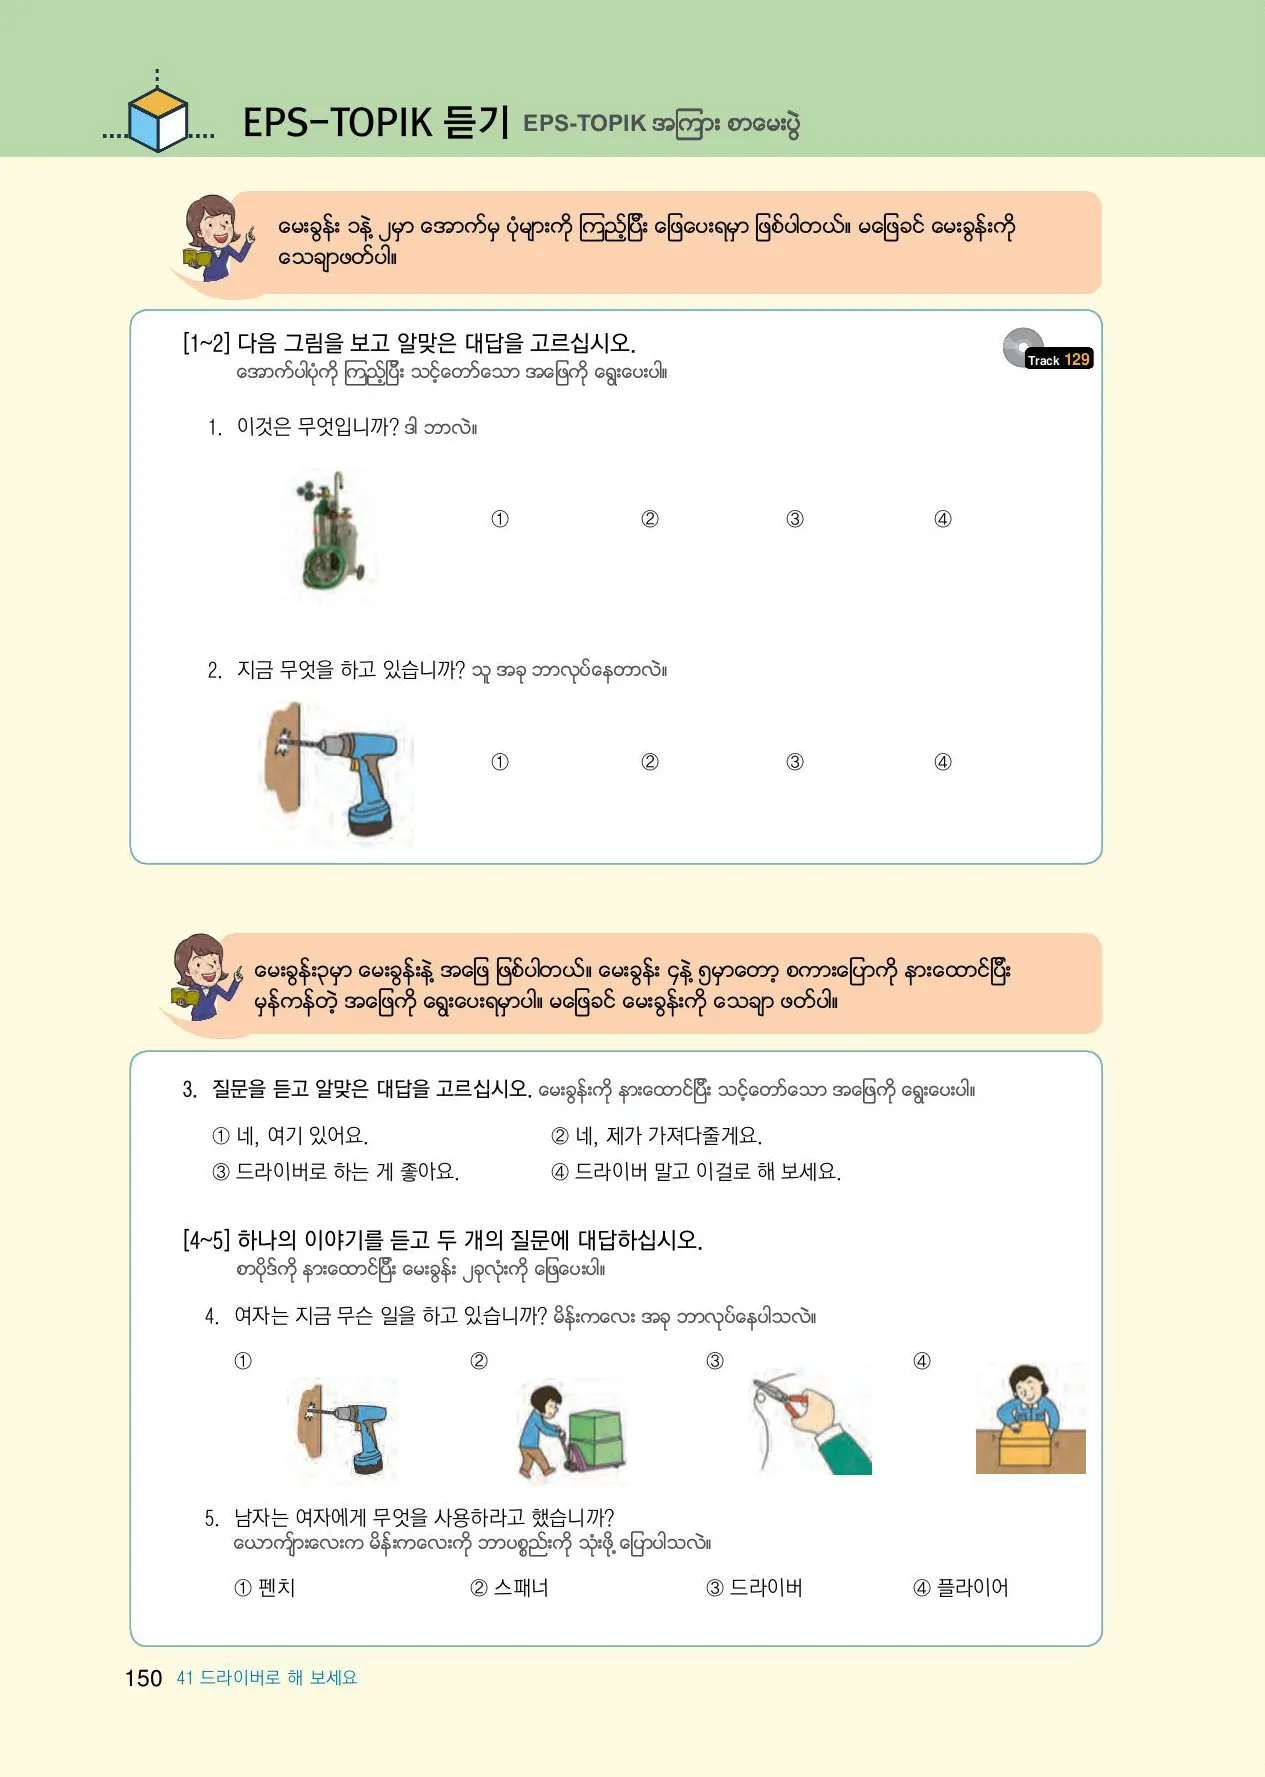 EPS-TOPIK 듣기 EPS-TOPIK အကြား စာမေးပွဲ
မေးခွန်း ၁နဲ့ ၂မှာ အောက်မှ ပုံများကို ကြည့်ပြီး ဖြေပေးရမှာ ဖြစ်ပါတယ်။ မဖြေခင် မေးခွန်းကို
သေချာဖတ်ပါ။
[1~2] 다음 그림을 보고 알맞은 대답을 고르십시오.
Track 129
အောက်ပါပုံကို ကြည့်ပြီး သင့်တော်သော အဖြေကို ရွေးပေးပါ။
1. 이것은 무엇입니까? ဒါ ဘာလဲ။
① ② ③ ④
2. 지금 무엇을 하고 있습니까? သူ အခု ဘာလုပ်နေတာလဲ။
① ② ③ ④
မေးခွန်း၃မှာ မေးခွန်းနဲ့ အဖြေ ဖြစ်ပါတယ်။ မေးခွန်း ၄နဲ့ ၅မှာတော့ စကားပြောကို နားထောင်ပြီး
မှန်ကန်တဲ့ အဖြေကို ရွေးပေးရမှာပါ။ မဖြေခင် မေးခွန်းကို သေချာ ဖတ်ပါ။
3. 질문을 듣고 알맞은 대답을 고르십시오. မေးခွန်းကို နားထောင်ပြီး သင့်တော်သော အဖြေကို ရွေးပေးပါ။
① 네, 여기 있어요. ② 네, 제가 가져다줄게요.
③ 드라이버로 하는 게 좋아요. ④ 드라이버 말고 이걸로 해 보세요.
[4~5] 하나의 이야기를 듣고 두 개의 질문에 대답하십시오.
စာပိုဒ်ကို နားထောင်ပြီး မေးခွန်း ၂ခုလုံးကို ဖြေပေးပါ။
4. 여자는 지금 무슨 일을 하고 있습니까? မိန်းကလေး အခု ဘာလုပ်နေပါသလဲ။
① ② ③ ④
5. 남자는 여자에게 무엇을 사용하라고 했습니까?
ယောကျ်ားလေးက မိန်းကလေးကို ဘာပစ္စည်းကို သုံးဖို့ ပြောပါသလဲ။
① 펜치 ② 스패너 ③ 드라이버 ④ 플라이어
150 41 드라이버로 해 보세요